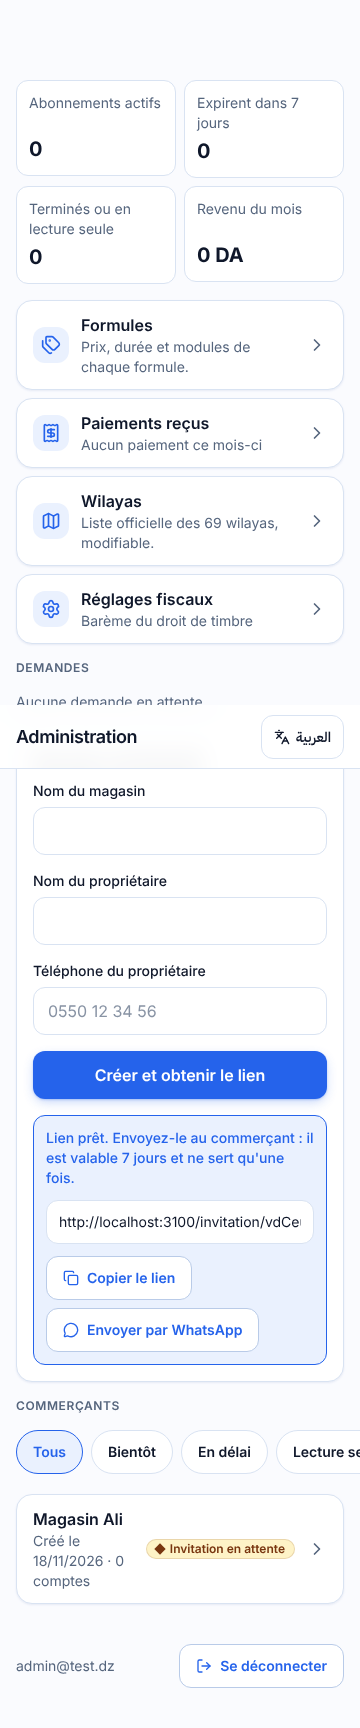 Abonnements actifs
0
Expirent dans 7
jours
0
Terminés ou en
lecture seule
0
Revenu du mois
0 DA
Formules
Prix, durée et modules de
chaque formule.
Paiements reçus
Aucun paiement ce mois-ci
Wilayas
Liste officielle des 69 wilayas,
modifiable.
Réglages fiscaux
Barème du droit de timbre
DEMANDES
Aucune demande en attente
Administration
العربية
Nom du magasin
Nom du propriétaire
Téléphone du propriétaire
0550 12 34 56
Créer et obtenir le lien
Lien prêt. Envoyez-le au commerçant : il
est valable 7 jours et ne sert qu'une
fois.
http://localhost:3100/invitation/vdCe
Copier le lien
Envoyer par WhatsApp
COMMERÇANTS
Tous
Bientôt
En délai
Lecture se
Magasin Ali
Créé le
18/11/2026 · 0
comptes
Invitation en attente
admin@test.dz
Se déconnecter